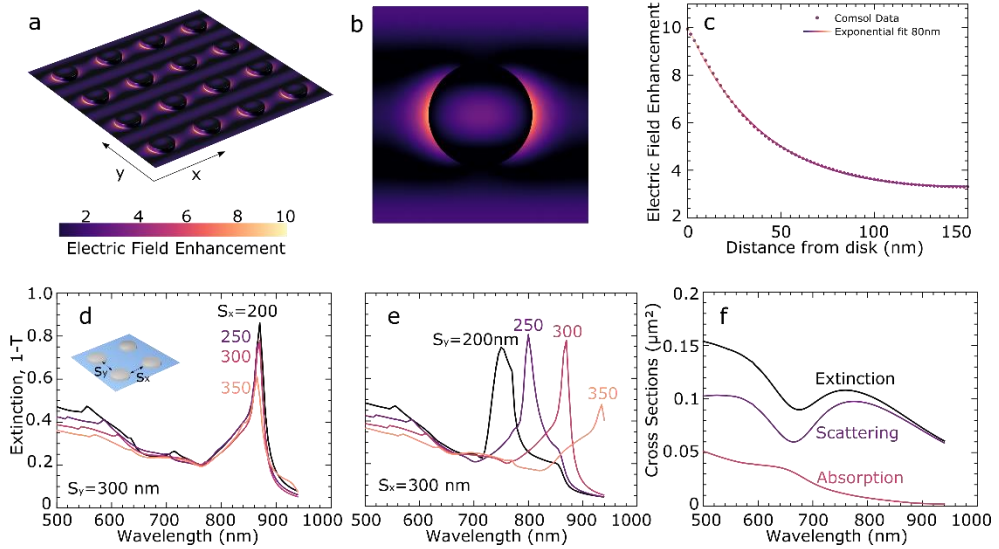 a
y
x
2 4 6 8 10
Electric Field Enhancement
b
c
Comsol Data
Exponential fit 80nm
Electric Field Enhancement
10
8
6
4
2
0 50 100 150
Distance from disk (nm)
d
Extinction, 1-T
1.0
0.8
0.6
0.4
0.2
0
Sx=200
250
300
350
Sy
Sx
Sy=300 nm
500 600 700 800 900 1000
Wavelength (nm)
e
Sy=200nm
250
300
350
Sx=300 nm
500 600 700 800 900 1000
Wavelength (nm)
f
Cross Sections (μm²)
0.2
0.15
0.1
0.05
0
Extinction
Scattering
Absorption
500 600 700 800 900 1000
Wavelength (nm)